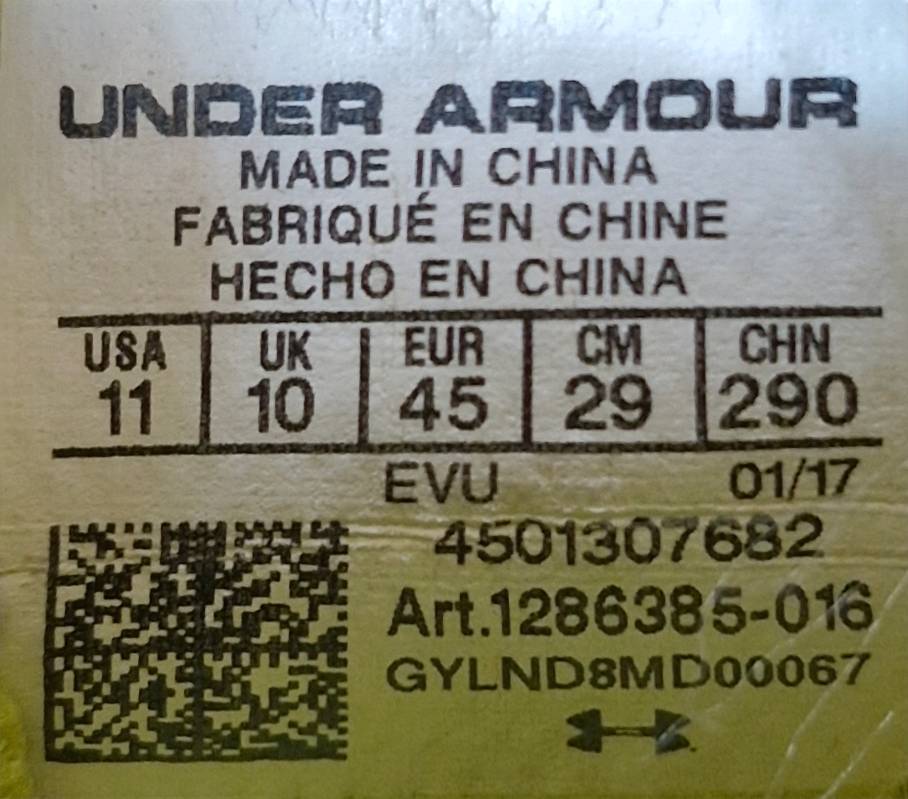 UNDER ARMOUR
MADE IN CHINA
FABRIQUÉ EN CHINE
HECHO EN CHINA
USA UK EUR CM CHN
11 10 45 29 290
EVU 01/17
4501307682
Art.1286385-016
GYLND8MD00067